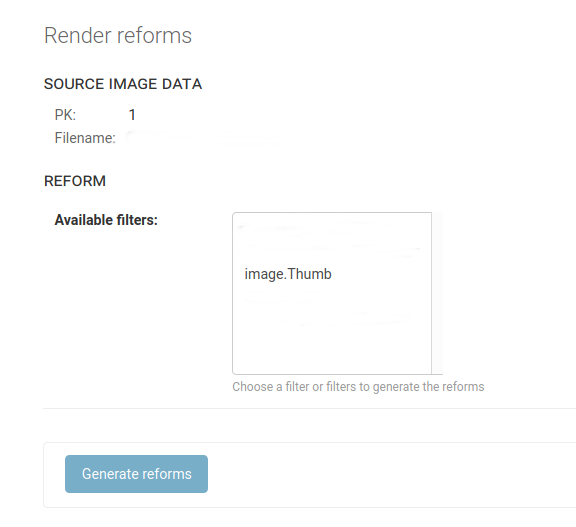 Render reforms
SOURCE IMAGE DATA
PK: 1
Filename:
REFORM
Available filters:
image.Thumb
Choose a filter or filters to generate the reforms
Generate reforms